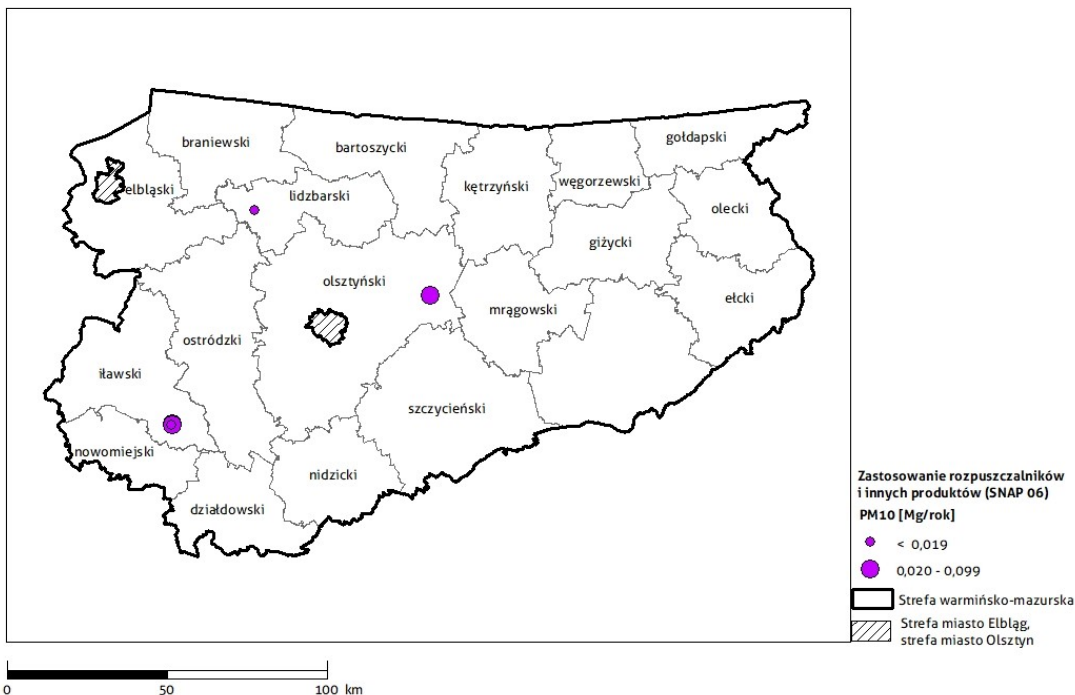 gołdapski
braniewski
bartoszycki
węgorzewski
kętrzyński
elbląski
lidzbarski
olecki
giżycki
olsztyński
ełcki
mrągowski
ostródzki
iławski
szczycieński
nowomiejski
nidzicki
działdowski
Zastosowanie rozpuszczalników
i innych produktów (SNAP 06)
PM10 [Mg/rok]
< 0,019
0,020 - 0,099
Strefa warmińsko-mazurska
Strefa miasto Elbląg,
strefa miasto Olsztyn
0 50 100 km